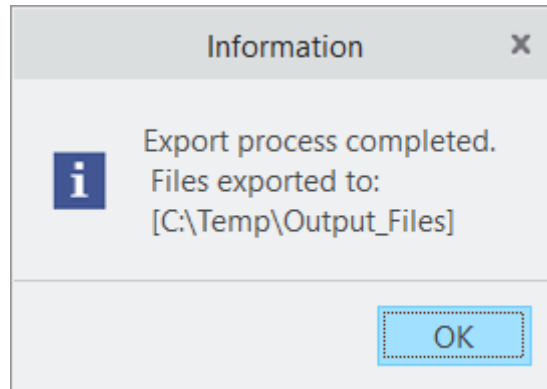 Information
Export process completed.
Files exported to:
[C:\Temp\Output_Files]
OK